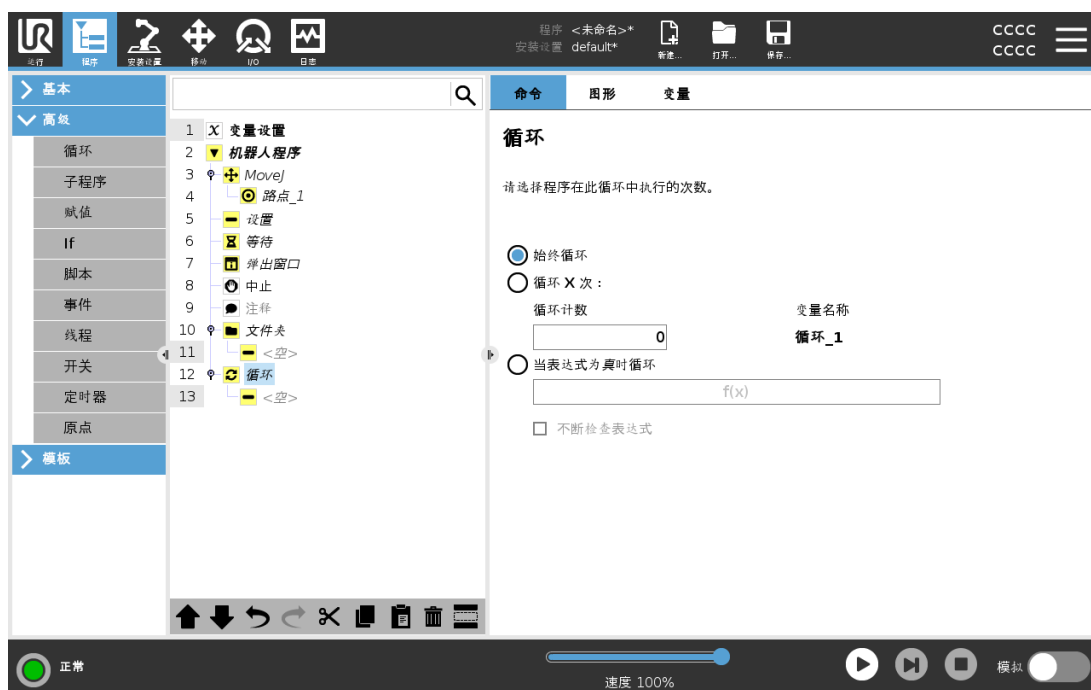 程序 <未命名>*
安装设置 default*
CCCC
CCCC
运行 程序 安装设置 移动 I/O 日志 新建... 打开... 保存...
基本
高级
循环
子程序
赋值
If
脚本
事件
线程
开关
定时器
原点
模板
1 x 变量设置
2 机器人程序
3 MoveJ
4 路点_1
5 设置
6 等待
7 弹出窗口
8 中止
9 注释
10 文件夹
11 <空>
12 循环
13 <空>
命令 图形 变量
循环
请选择程序在此循环中执行的次数。
始终循环
循环 X 次：
循环计数 变量名称
0 循环_1
当表达式为真时循环
f(x)
不断检查表达式
正常
速度 100%
模拟